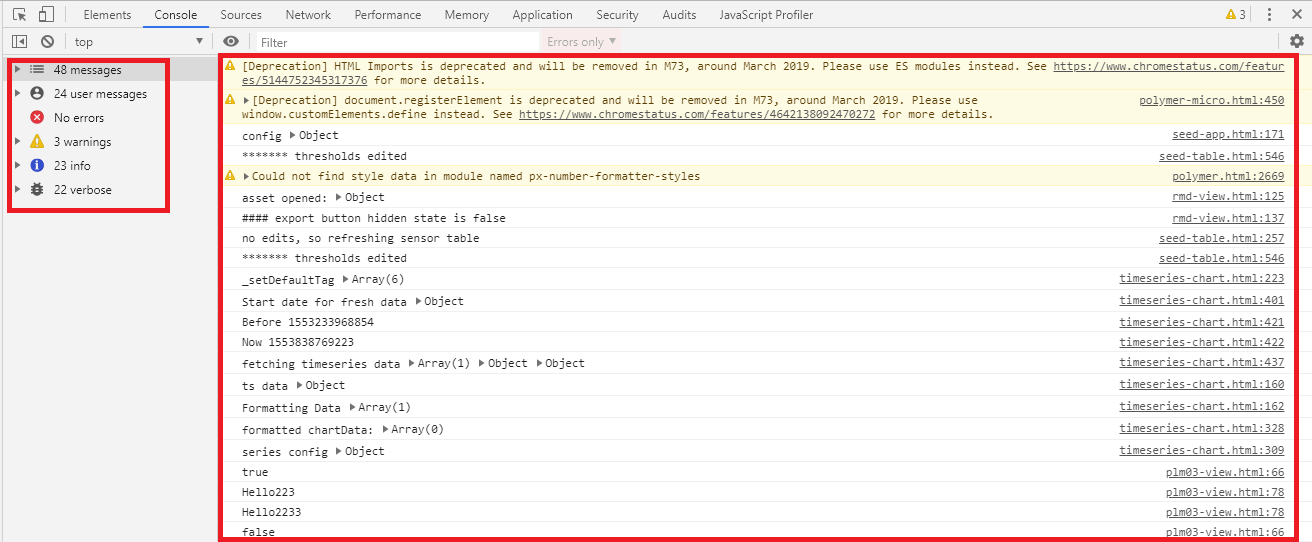 Elements Console Sources Network Performance Memory Application Security Audits JavaScript Profiler 3
top Filter Errors only
48 messages
24 user messages
No errors
3 warnings
23 info
22 verbose
[Deprecation] HTML Imports is deprecated and will be removed in M73, around March 2019. Please use ES modules instead. See https://www.chromestatus.com/featur
es/5144752345317376 for more details.
[Deprecation] document.registerElement is deprecated and will be removed in M73, around March 2019. Please use polymer-micro.html:450
window.customElements.define instead. See https://www.chromestatus.com/features/4642138092470272 for more details.
config Object seed-app.html:171
******* thresholds edited seed-table.html:546
Could not find style data in module named px-number-formatter-styles polymer.html:2669
asset opened: Object rmd-view.html:125
#### export button hidden state is false rmd-view.html:137
no edits, so refreshing sensor table seed-table.html:257
******* thresholds edited seed-table.html:546
_setDefaultTag Array(6) timeseries-chart.html:223
Start date for fresh data Object timeseries-chart.html:401
Before 1553233968854 timeseries-chart.html:421
Now 1553838769223 timeseries-chart.html:422
fetching timeseries data Array(1) Object Object timeseries-chart.html:437
ts data Object timeseries-chart.html:160
Formatting Data Array(1) timeseries-chart.html:162
formatted chartData: Array(0) timeseries-chart.html:328
series config Object timeseries-chart.html:309
true plm03-view.html:66
Hello223 plm03-view.html:78
Hello2233 plm03-view.html:78
false plm03-view.html:66